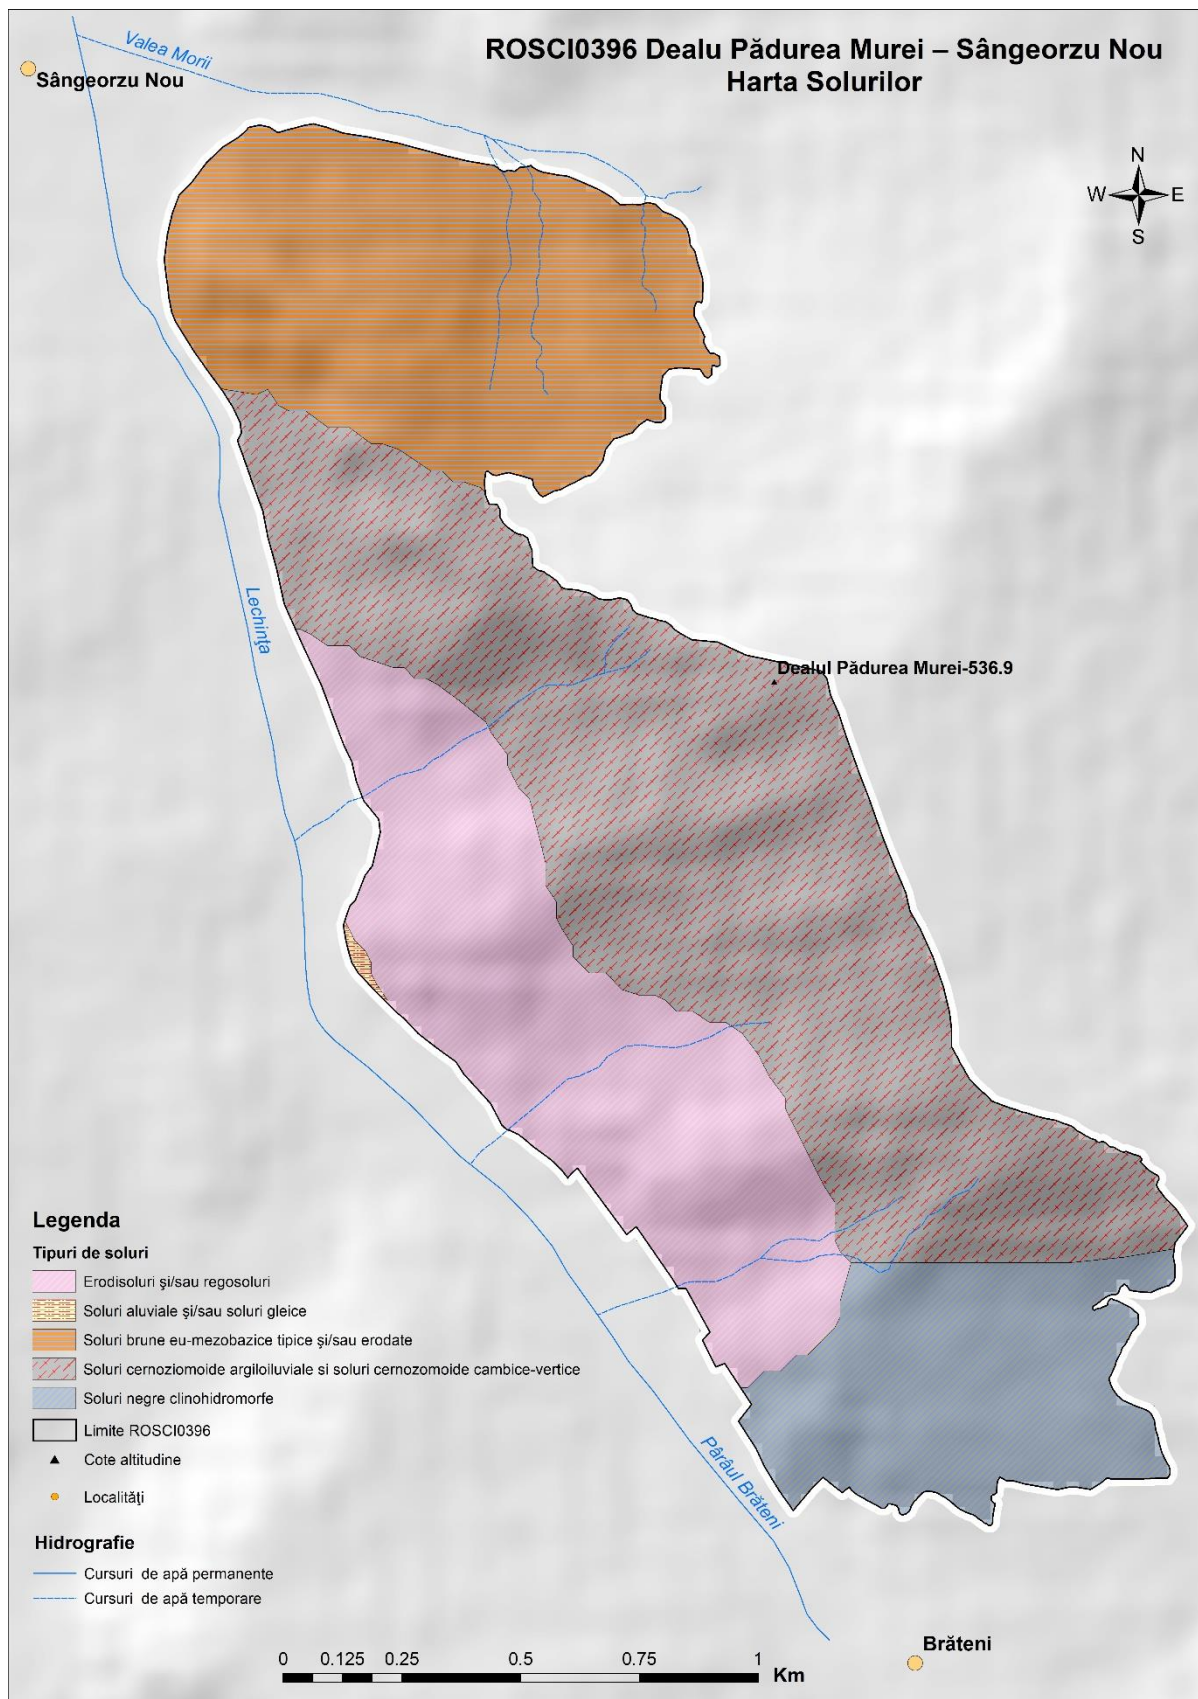 ROSCI0396 Dealu Pădurea Murei – Sângeorzu Nou
Harta Solurilor
Valea Morii
Sângeorzu Nou
N
W E
S
Lechinţa
Dealul Pădurea Murei-536.9
Legenda
Tipuri de soluri
Erodisoluri şi/sau regosoluri
Soluri aluviale şi/sau soluri gleice
Soluri brune eu-mezobazice tipice şi/sau erodate
Soluri cernoziomoide argiloiluviale si soluri cernozomoide cambice-vertice
Soluri negre clinohidromorfe
Limite ROSCI0396
Cote altitudine
Localităţi
Hidrografie
Cursuri de apă permanente
Cursuri de apă temporare
Pârâul Brăteni
Brăteni
0 0.125 0.25 0.5 0.75 1
Km